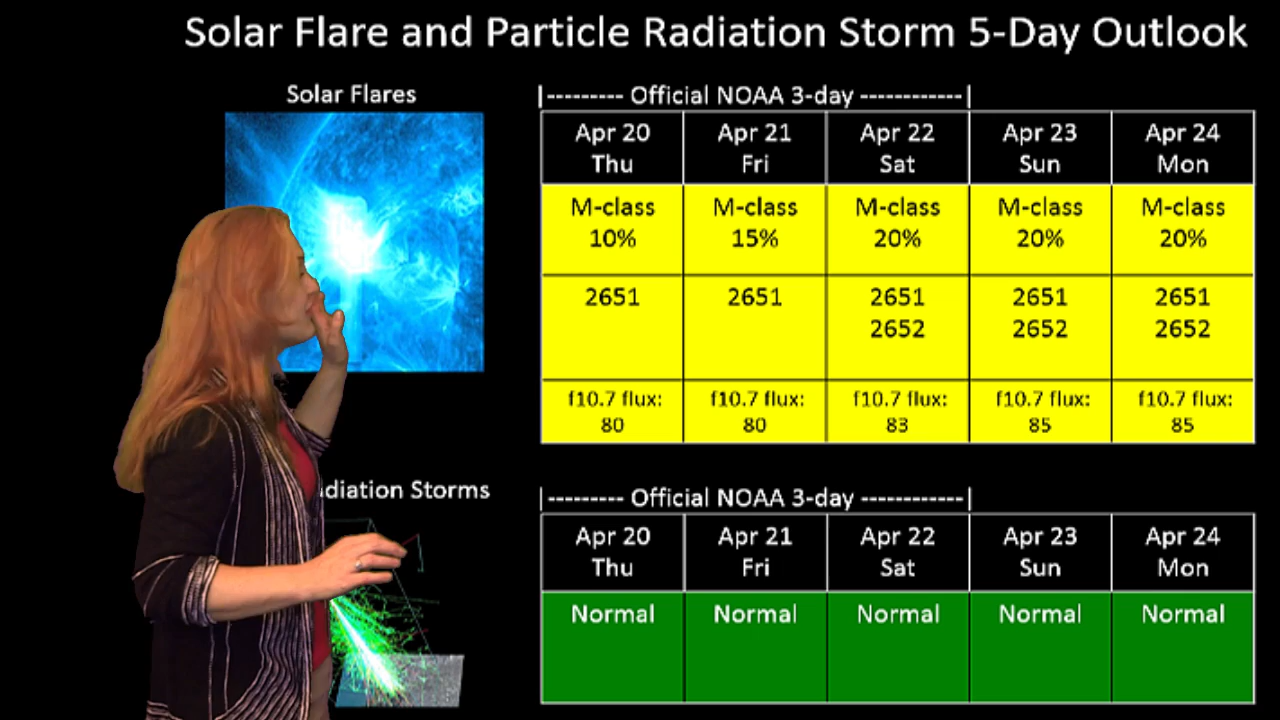 Solar Flare and Particle Radiation Storm 5-Day Outlook
Solar Flares
|--------- Official NOAA 3-day ------------|
Apr 20 Apr 21 Apr 22 Apr 23 Apr 24
Thu Fri Sat Sun Mon
M-class M-class M-class M-class M-class
10% 15% 20% 20% 20%
2651 2651 2651 2651 2651
2652 2652 2652
f10.7 flux: f10.7 flux: f10.7 flux: f10.7 flux: f10.7 flux:
80 80 83 85 85
Storms
|--------- Official NOAA 3-day ------------|
Apr 20 Apr 21 Apr 22 Apr 23 Apr 24
Thu Fri Sat Sun Mon
Normal Normal Normal Normal Normal